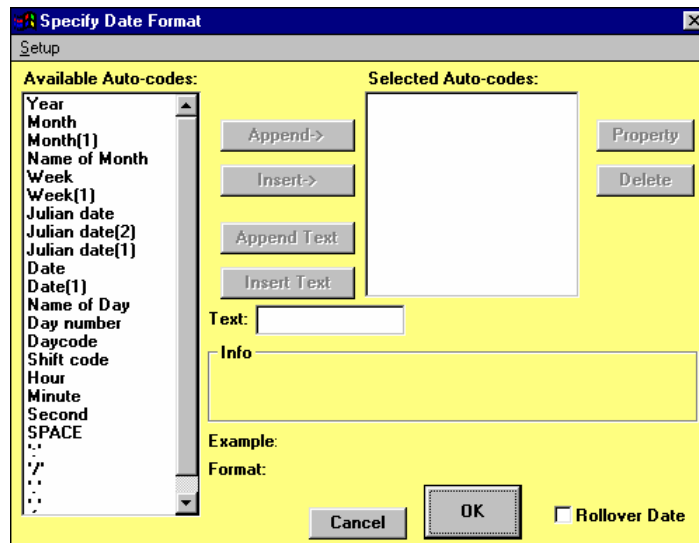 Specify Date Format
Setup
Available Auto-codes:
Year
Month
Month(1)
Name of Month
Week
Week(1)
Julian date
Julian date(2)
Julian date(1)
Date
Date(1)
Name of Day
Day number
Daycode
Shift code
Hour
Minute
Second
SPACE
':'
'/'
Append->
Insert->
Append Text
Insert Text
Selected Auto-codes:
Property
Delete
Text:
Info
Example:
Format:
Cancel
OK
Rollover Date